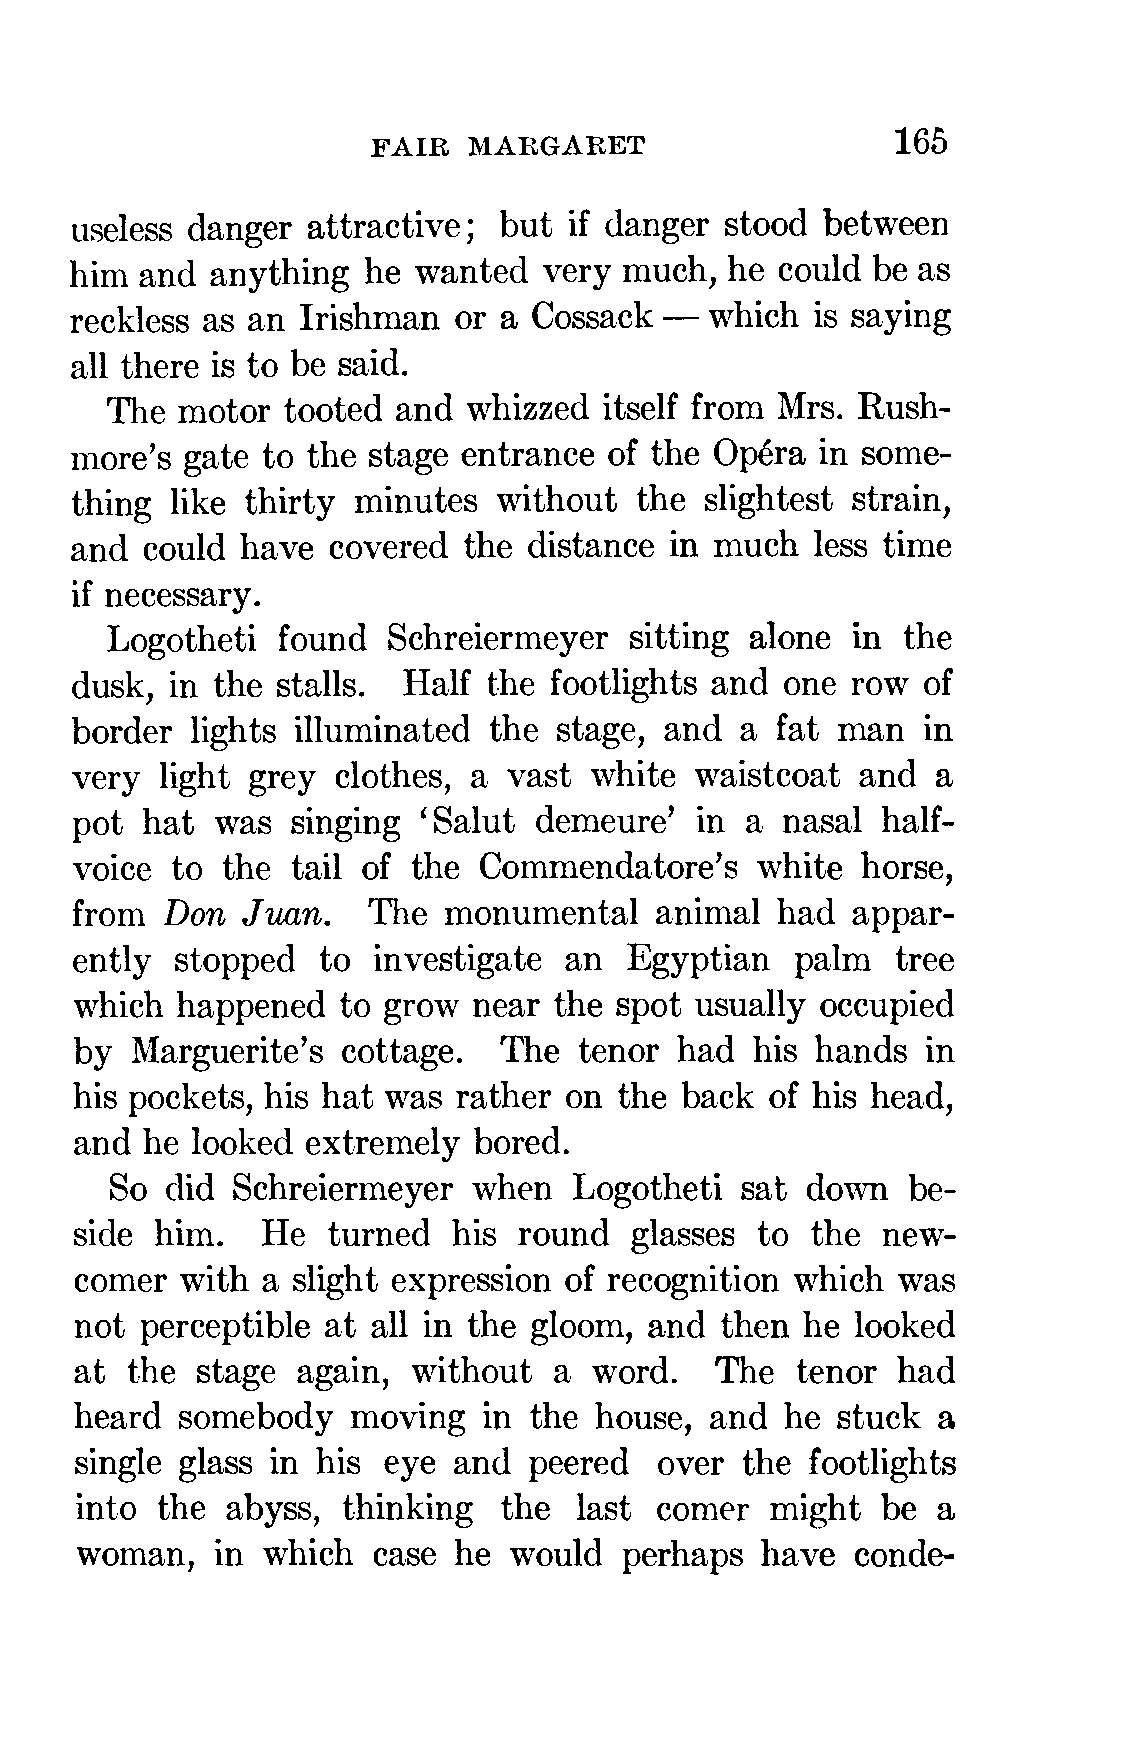 FAIR MARGARET 165
useless danger attractive; but if danger stood between
him and anything he wanted very much, he could be as
reckless as an Irishman or a Cossack — which is saying
all there is to be said.
The motor tooted and whizzed itself from Mrs. Rush-
more's gate to the stage entrance of the Opéra in some-
thing like thirty minutes without the slightest strain,
and could have covered the distance in much less time
if necessary.
Logotheti found Schreiermeyer sitting alone in the
dusk, in the stalls. Half the footlights and one row of
border lights illuminated the stage, and a fat man in
very light grey clothes, a vast white waistcoat and a
pot hat was singing 'Salut demeure' in a nasal half-
voice to the tail of the Commendatore's white horse,
from Don Juan. The monumental animal had appar-
ently stopped to investigate an Egyptian palm tree
which happened to grow near the spot usually occupied
by Marguerite's cottage. The tenor had his hands in
his pockets, his hat was rather on the back of his head,
and he looked extremely bored.
So did Schreiermeyer when Logotheti sat down be-
side him. He turned his round glasses to the new-
comer with a slight expression of recognition which was
not perceptible at all in the gloom, and then he looked
at the stage again, without a word. The tenor had
heard somebody moving in the house, and he stuck a
single glass in his eye and peered over the footlights
into the abyss, thinking the last comer might be a
woman, in which case he would perhaps have conde-